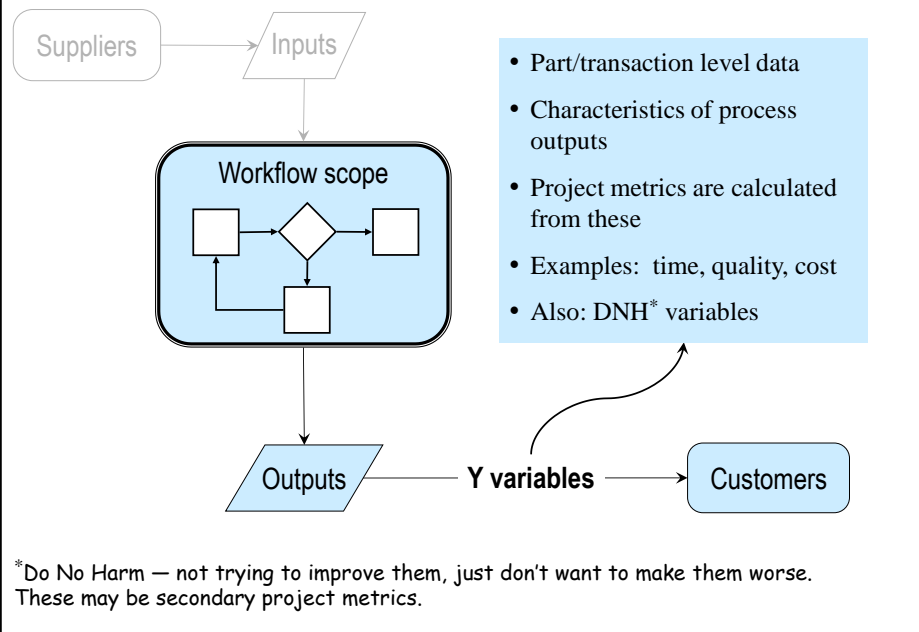 Suppliers
Inputs
Workflow scope
• Part/transaction level data
• Characteristics of process
outputs
• Project metrics are calculated
from these
• Examples: time, quality, cost
• Also: DNH* variables
Outputs
Y variables
Customers
*Do No Harm — not trying to improve them, just don't want to make them worse.
These may be secondary project metrics.